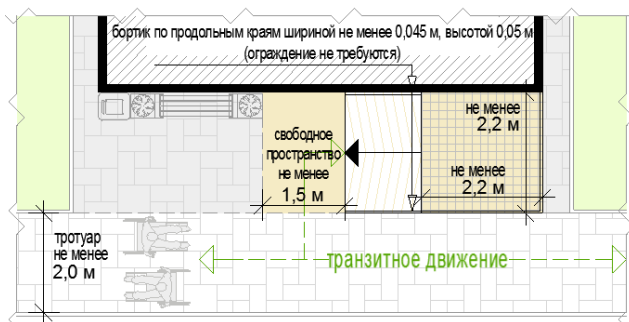 бортик по продольным краям шириной не менее 0,045 м, высотой 0,05 м
(ограждение не требуются)
не менее
2,2 м
свободное
пространство
не менее
1,5 м
не менее
2,2 м
тротуар
не менее
2,0 м
транзитное движение